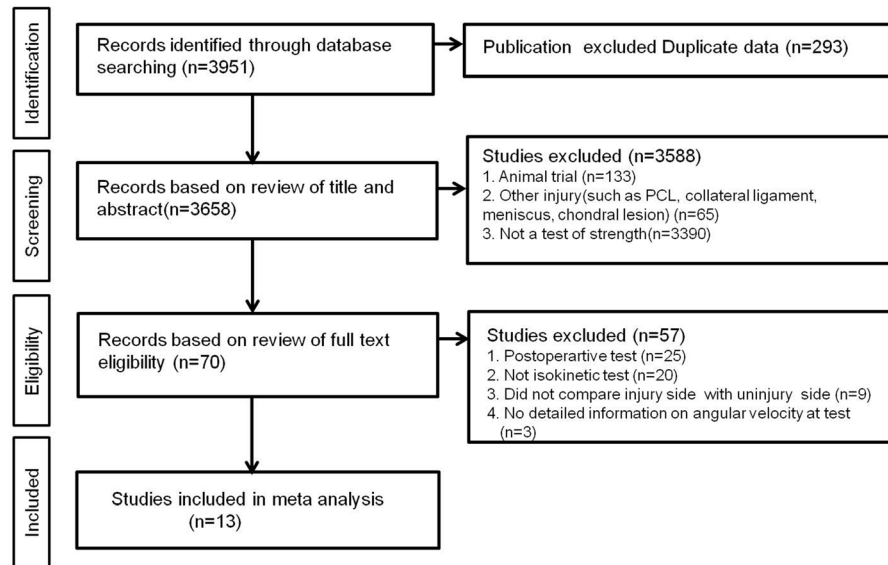 Identification
Records identified through database
searching (n=3951)
Publication excluded Duplicate data (n=293)
Screening
Records based on review of title and
abstract(n=3658)
Studies excluded (n=3588)
1. Animal trial (n=133)
2. Other injury(such as PCL, collateral ligament,
meniscus, chondral lesion) (n=65)
3. Not a test of strength(n=3390)
Eligibility
Records based on review of full text
eligibility (n=70)
Studies excluded (n=57)
1. Postoperartive test (n=25)
2. Not isokinetic test (n=20)
3. Did not compare injury side with uninjury side (n=9)
4. No detailed information on angular velocity at test
(n=3)
Included
Studies included in meta analysis
(n=13)